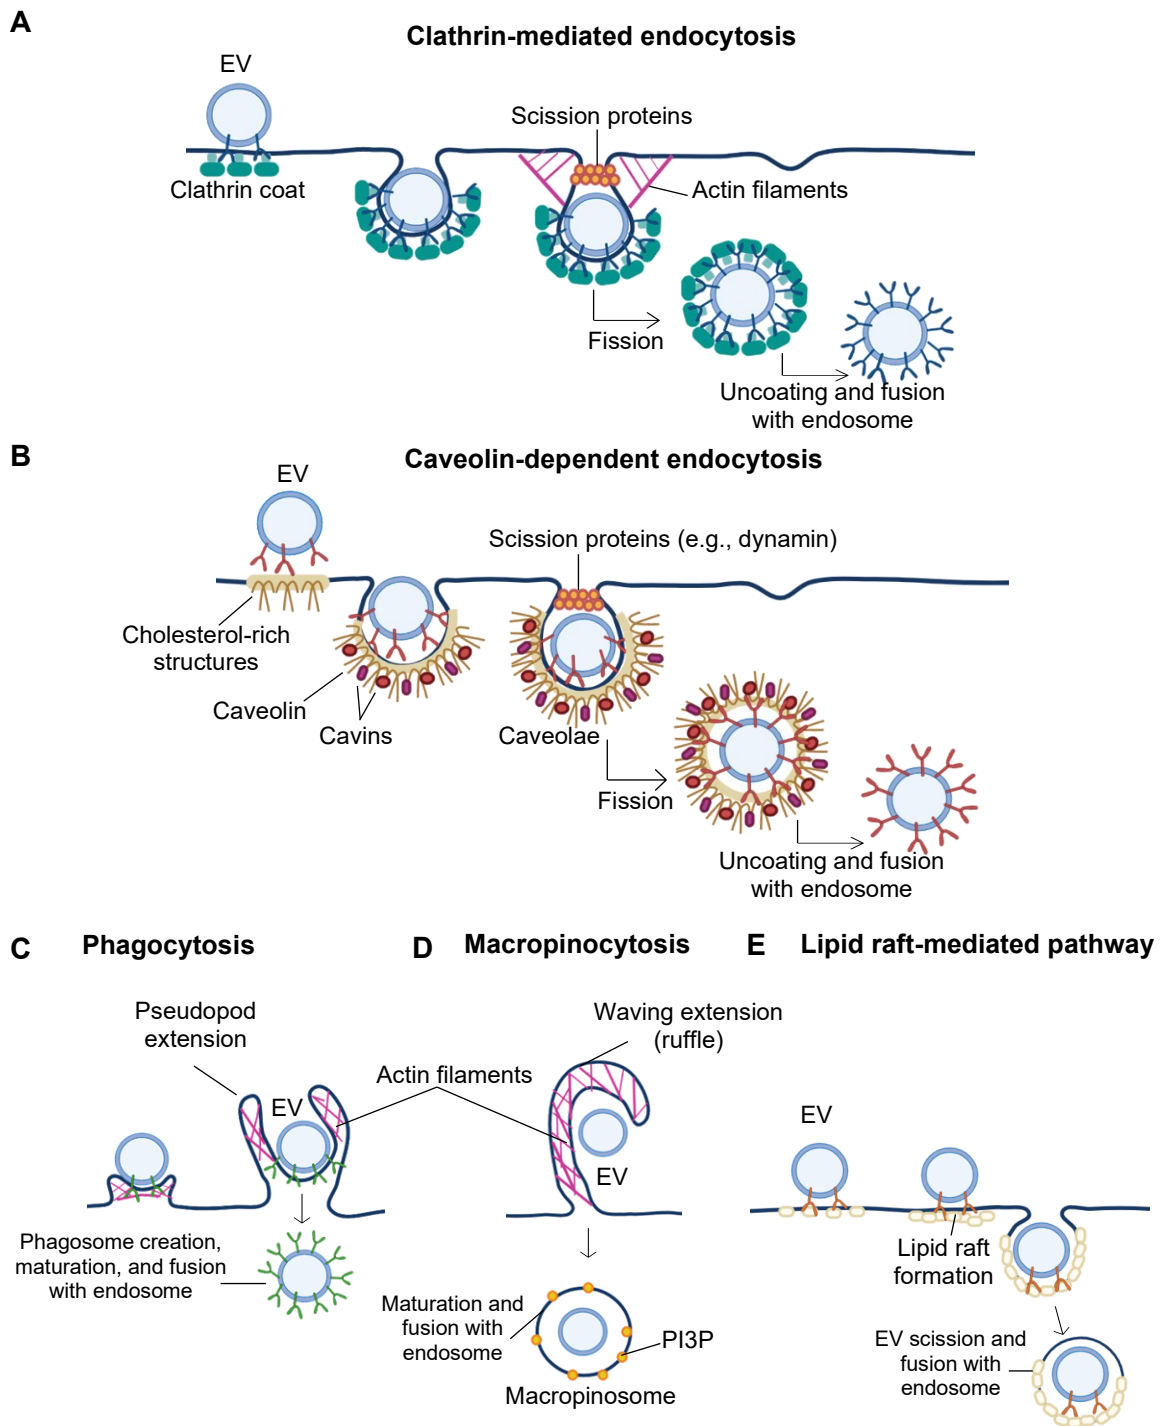 A
Clathrin-mediated endocytosis
EV
Scission proteins
Clathrin coat
Actin filaments
Fission
Uncoating and fusion
with endosome
B
Caveolin-dependent endocytosis
EV
Scission proteins (e.g., dynamin)
Cholesterol-rich
structures
Caveolin
Cavins
Caveolae
Fission
Uncoating and fusion
with endosome
C
Phagocytosis
Pseudopod
extension
EV
Actin filaments
Phagosome creation,
maturation, and fusion
with endosome
D
Macropinocytosis
Waving extension
(ruffle)
EV
Maturation and
fusion with
endosome
PI3P
Macropinosome
E
Lipid raft-mediated pathway
EV
Lipid raft
formation
EV scission and
fusion with
endosome